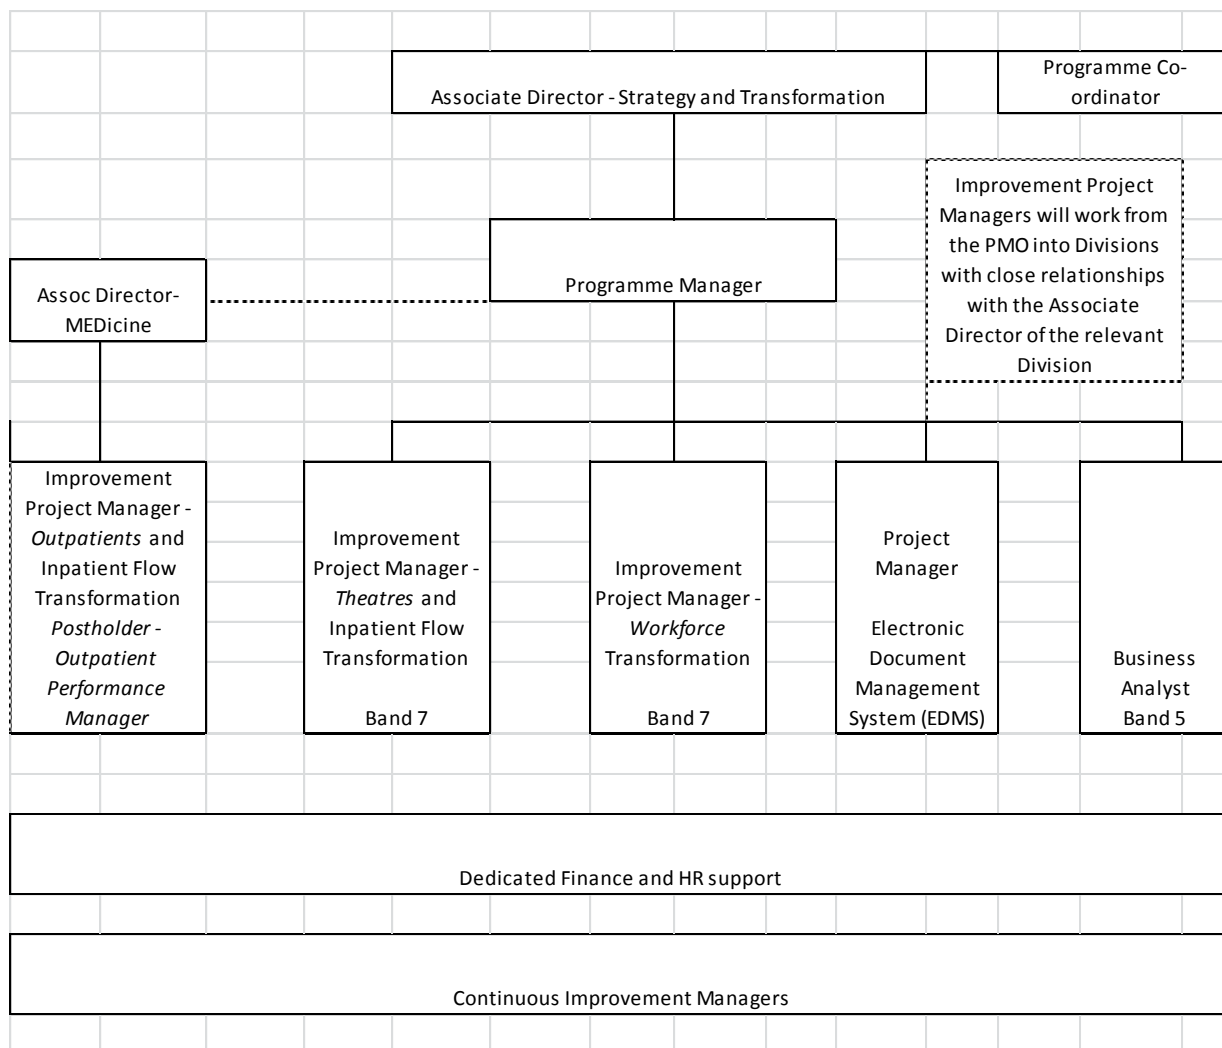 Associate Director - Strategy and Transformation
Programme Co-
ordinator
Improvement Project
Managers will work from
the PMO into Divisions
with close relationships
with the Associate
Director of the relevant
Division
Programme Manager
Assoc Director-
MEDicine
Improvement
Project Manager -
Outpatients and
Inpatient Flow
Transformation
Postholder -
Outpatient
Performance
Manager
Improvement
Project Manager -
Theatres and
Inpatient Flow
Transformation
Band 7
Improvement
Project Manager -
Workforce
Transformation
Band 7
Project
Manager
Electronic
Document
Management
System (EDMS)
Business
Analyst
Band 5
Dedicated Finance and HR support
Continuous Improvement Managers